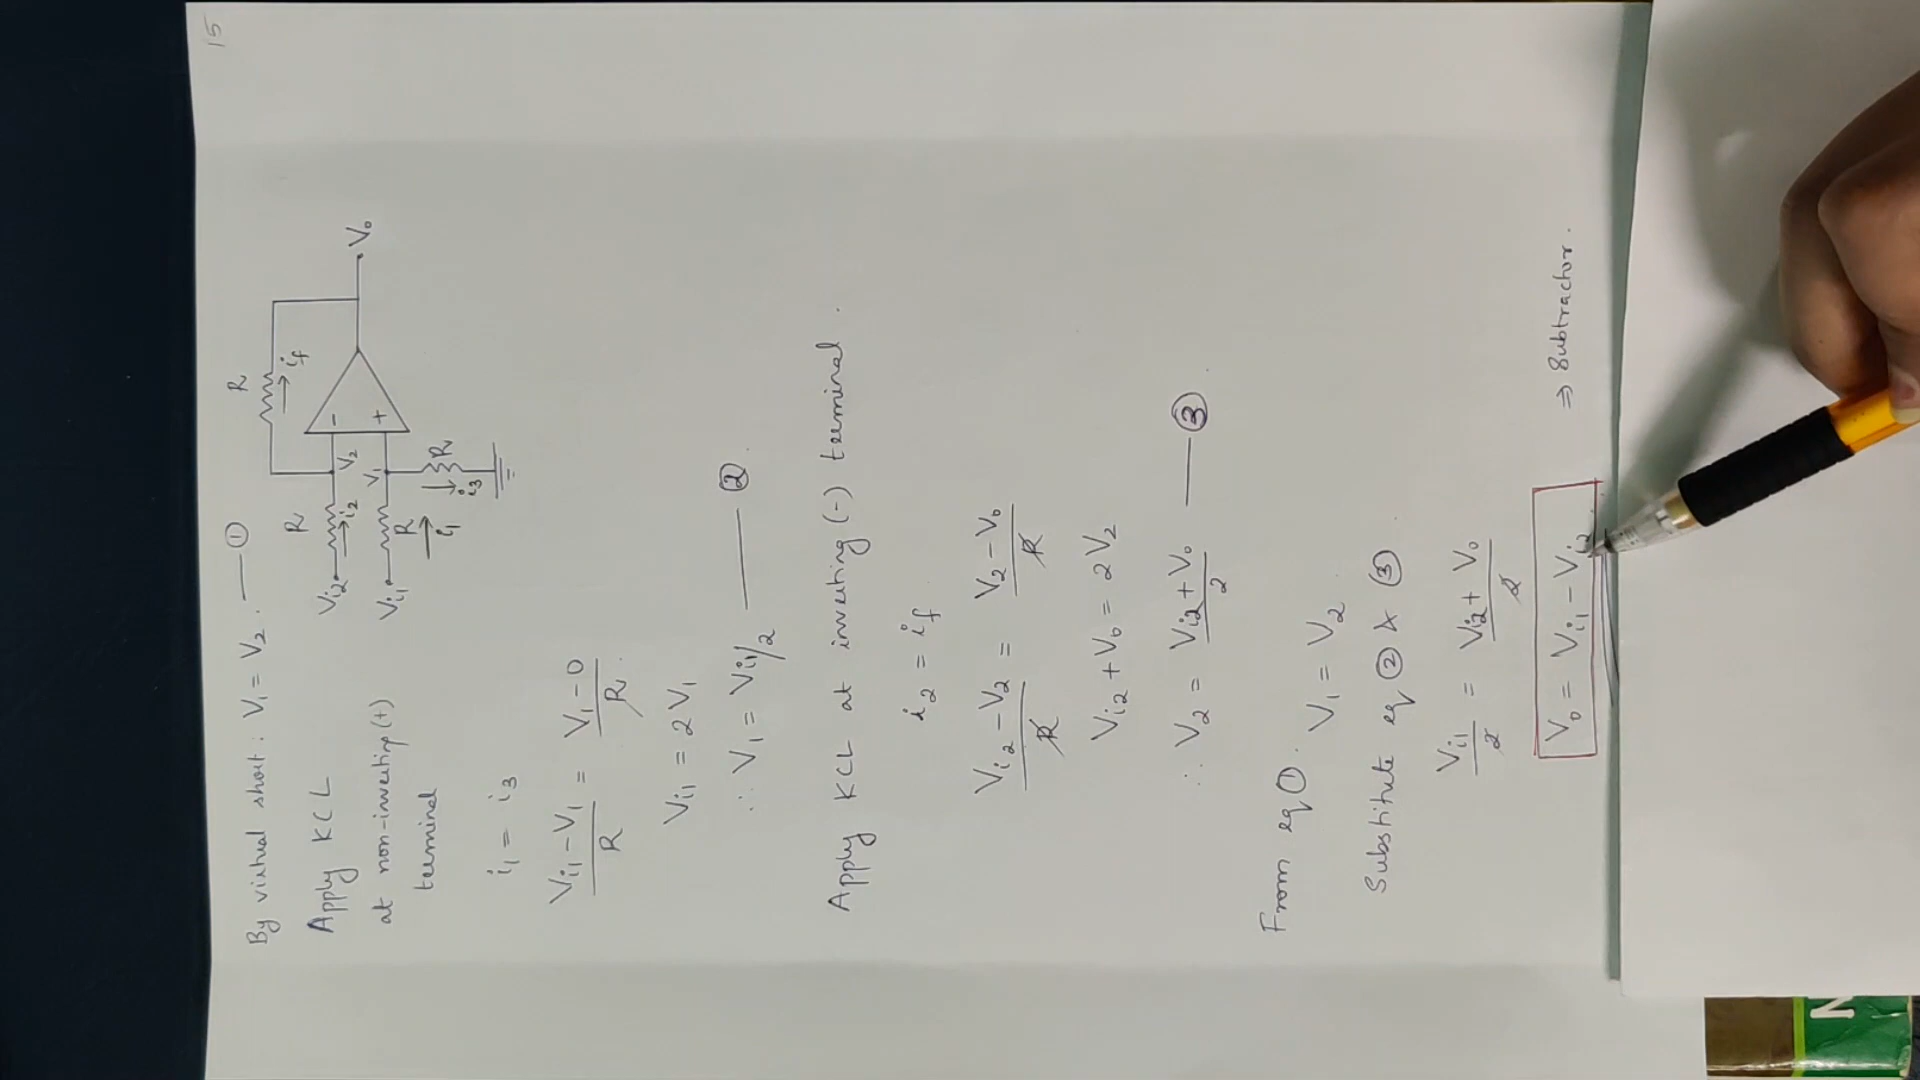 15
By virtual short : V1 = V2. —— ①
Apply KCL
at non-inverting (+)
terminal
R
if
Vi2
R
i2
V2
−
Vi1
R
i1
V1
+
R
i3
Vo
i1 = i3
(Vi1 − V1)/R = (V1 − 0)/R
Vi1 = 2V1
∴ V1 = Vi1/2 —— ②
Apply KCL at inverting (−) terminal.
i2 = if
(Vi2 − V2)/R = (V2 − Vo)/R
Vi2 + Vo = 2V2
∴ V2 = (Vi2 + Vo)/2 —— ③
From eq ①.
V1 = V2
Substitute eq ② & ③
Vi1/2 = (Vi2 + Vo)/2
Vo = Vi1 − Vi2 ⇒ Subtractor.
N